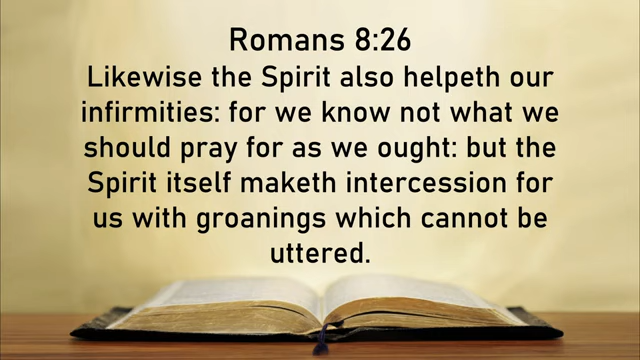 Romans 8:26
Likewise the Spirit also helpeth our
infirmities: for we know not what we
should pray for as we ought: but the
Spirit itself maketh intercession for
us with groanings which cannot be
uttered.